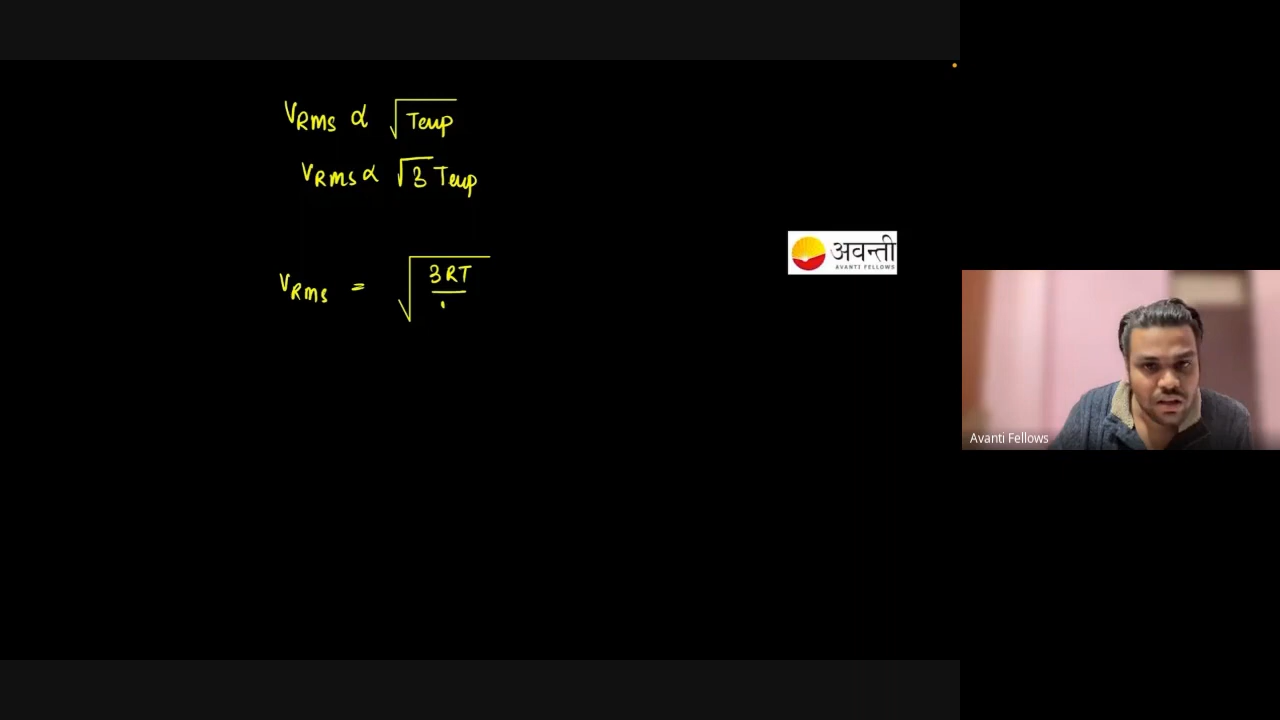 VRms α √Temp
VRms α √3 Temp
VRms = √3RT
अवन्ती
AVANTI FELLOWS
Avanti Fellows